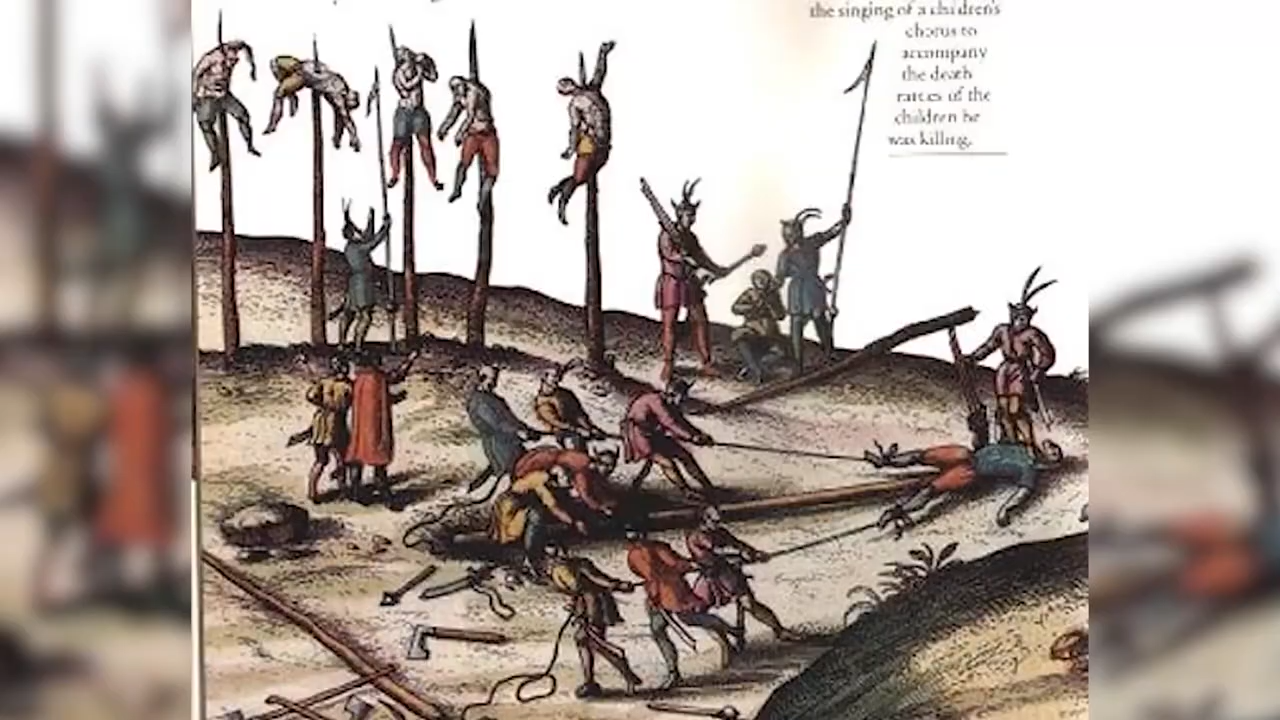 the singing of a children's
chorus to
accompany
the death
rattles of the
children he
was killing.